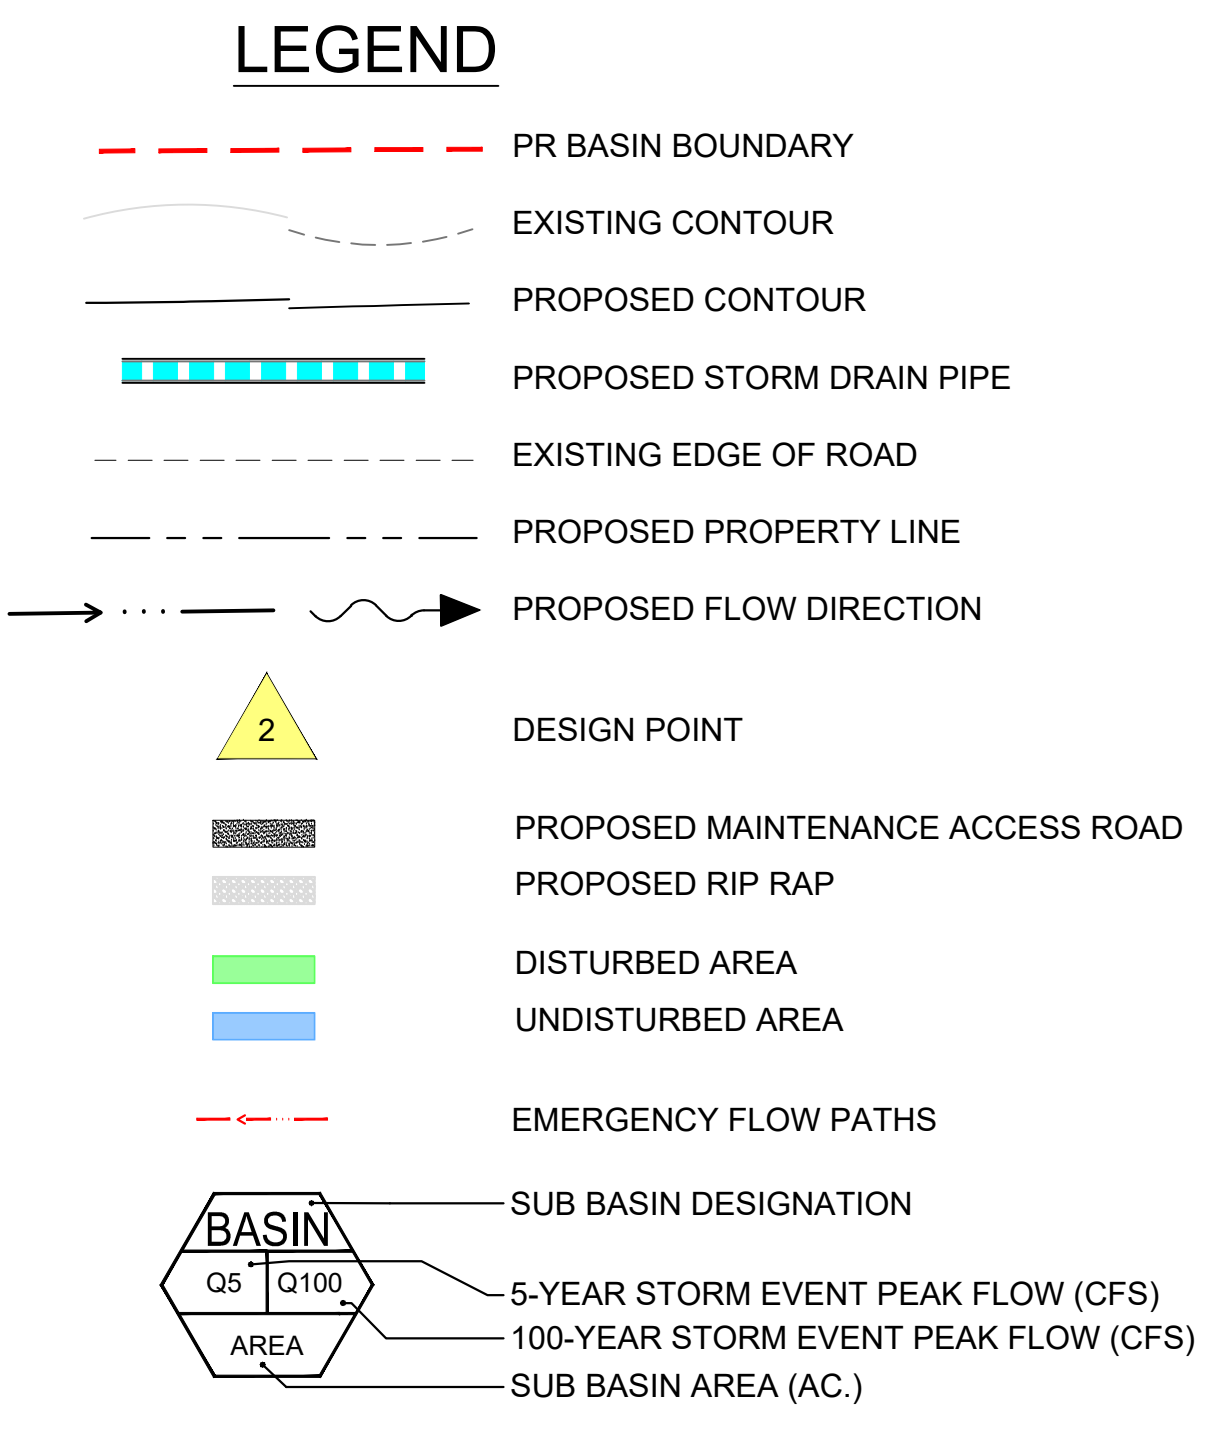 LEGEND
PR BASIN BOUNDARY
EXISTING CONTOUR
PROPOSED CONTOUR
PROPOSED STORM DRAIN PIPE
EXISTING EDGE OF ROAD
PROPOSED PROPERTY LINE
PROPOSED FLOW DIRECTION
2 DESIGN POINT
PROPOSED MAINTENANCE ACCESS ROAD
PROPOSED RIP RAP
DISTURBED AREA
UNDISTURBED AREA
EMERGENCY FLOW PATHS
SUB BASIN DESIGNATION
BASIN
Q5 Q100
5-YEAR STORM EVENT PEAK FLOW (CFS)
100-YEAR STORM EVENT PEAK FLOW (CFS)
AREA
SUB BASIN AREA (AC.)